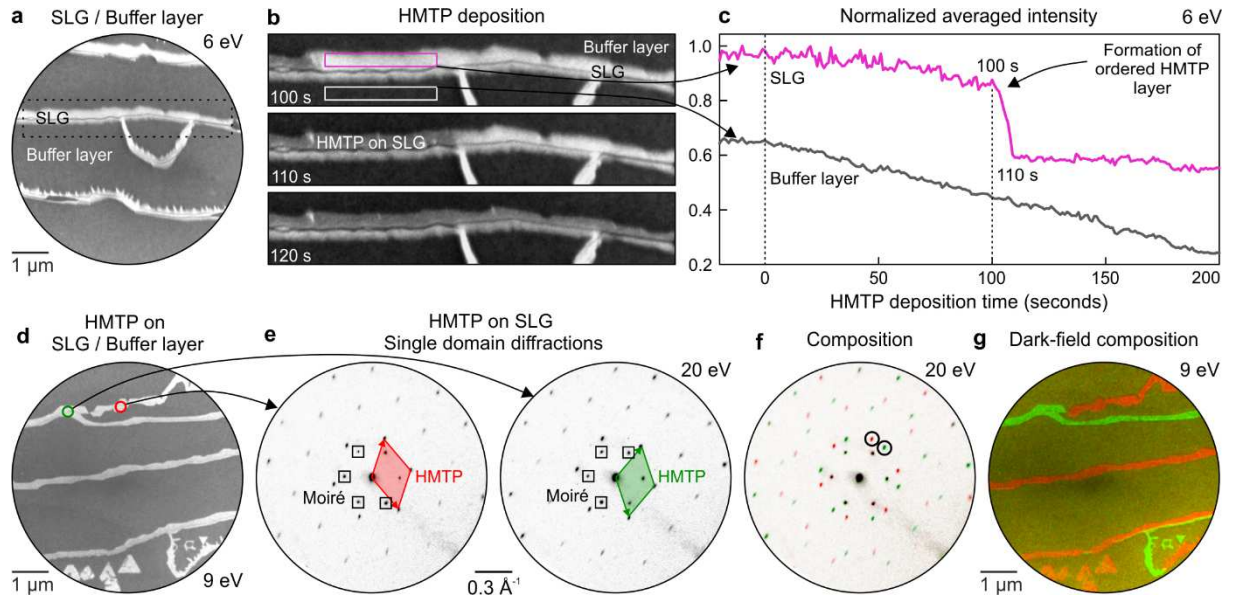 a
SLG / Buffer layer
6 eV
SLG
Buffer layer
1 μm
b
HMTP deposition
Buffer layer
SLG
100 s
HMTP on SLG
110 s
120 s
c
Normalized averaged intensity
6 eV
1.0
0.8
0.6
0.4
0.2
SLG
100 s
Formation of
ordered HMTP
layer
110 s
Buffer layer
0
50
100
150
200
HMTP deposition time (seconds)
d
HMTP on
SLG / Buffer layer
1 μm
9 eV
e
HMTP on SLG
Single domain diffractions
20 eV
Moiré
HMTP
Moiré
HMTP
0.3 Å⁻¹
f
Composition
20 eV
g
Dark-field composition
9 eV
1 μm